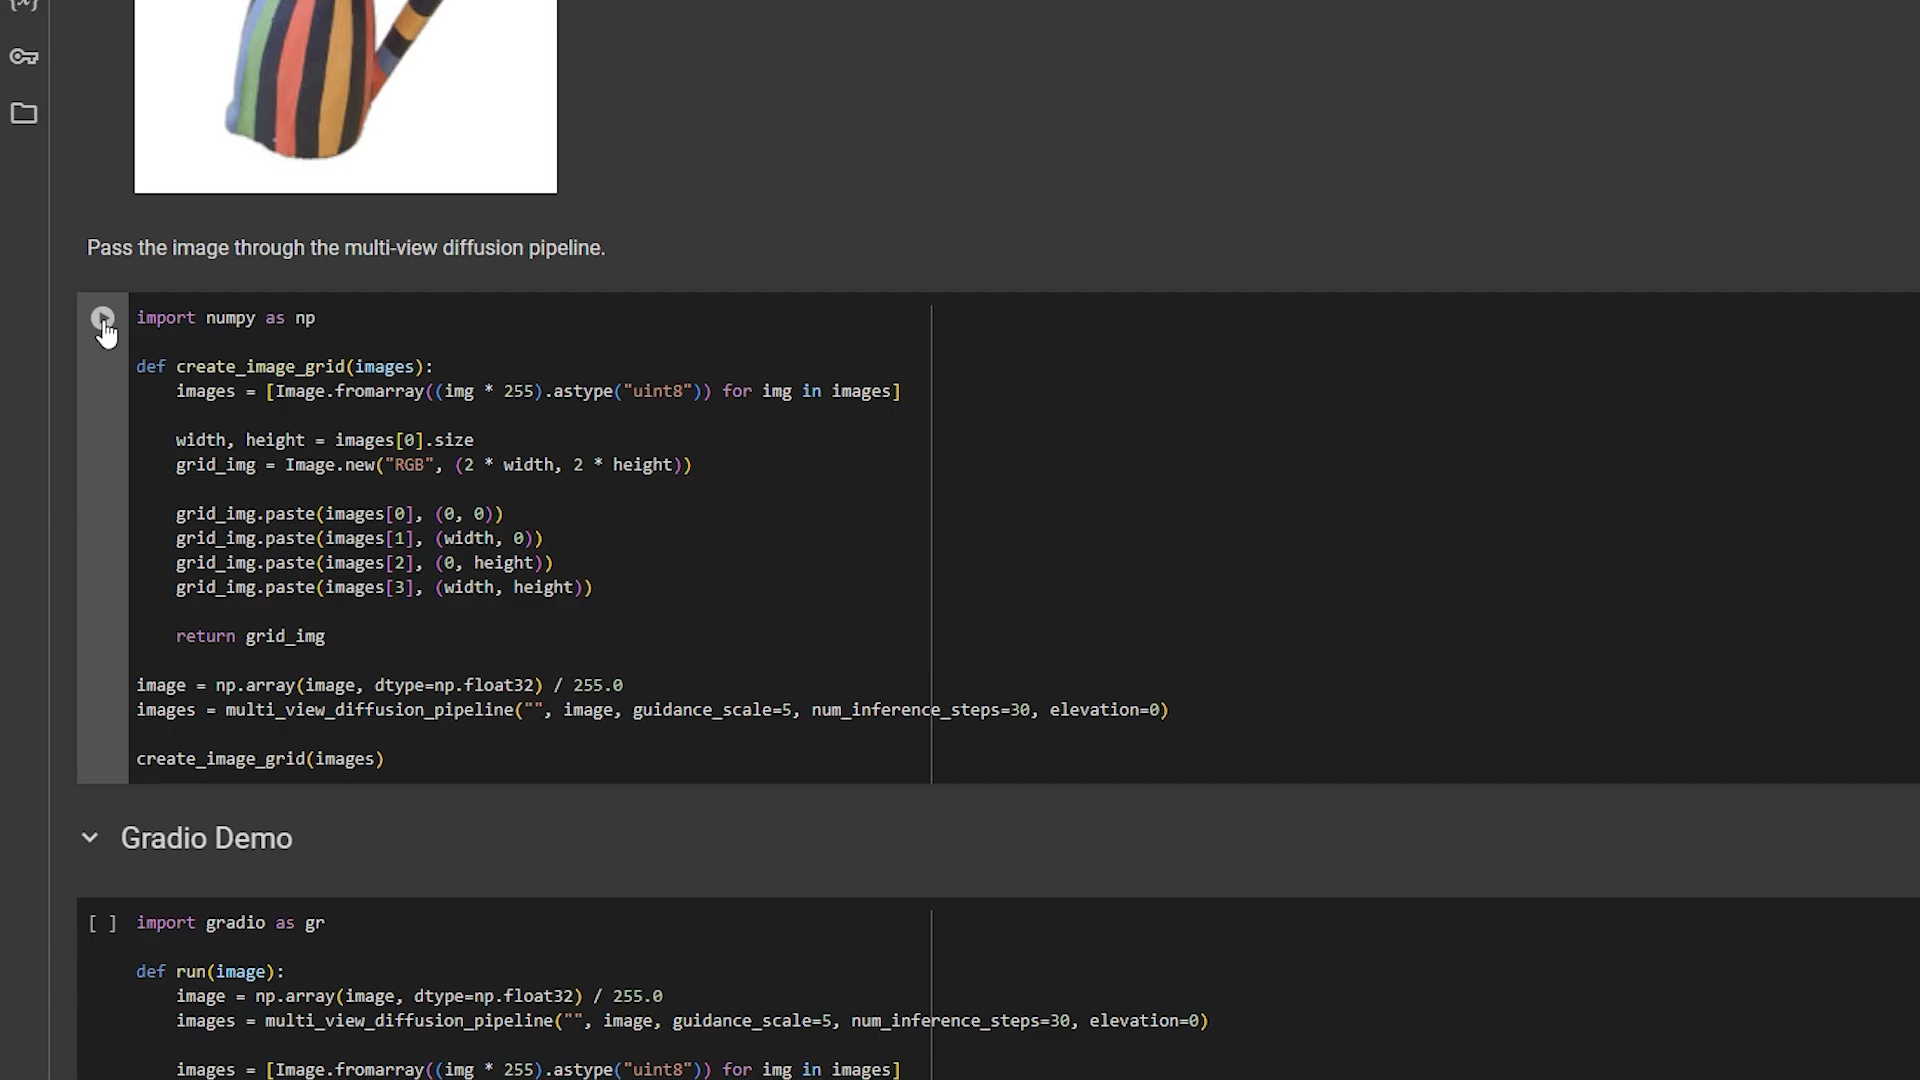 {x}
Pass the image through the multi-view diffusion pipeline.
import numpy as np
def create_image_grid(images):
    images = [Image.fromarray((img * 255).astype("uint8")) for img in images]
    width, height = images[0].size
    grid_img = Image.new("RGB", (2 * width, 2 * height))
    grid_img.paste(images[0], (0, 0))
    grid_img.paste(images[1], (width, 0))
    grid_img.paste(images[2], (0, height))
    grid_img.paste(images[3], (width, height))
    return grid_img
image = np.array(image, dtype=np.float32) / 255.0
images = multi_view_diffusion_pipeline("", image, guidance_scale=5, num_inference_steps=30, elevation=0)
create_image_grid(images)
Gradio Demo
[ ] import gradio as gr
def run(image):
    image = np.array(image, dtype=np.float32) / 255.0
    images = multi_view_diffusion_pipeline("", image, guidance_scale=5, num_inference_steps=30, elevation=0)
    images = [Image.fromarray((img * 255).astype("uint8")) for img in images]